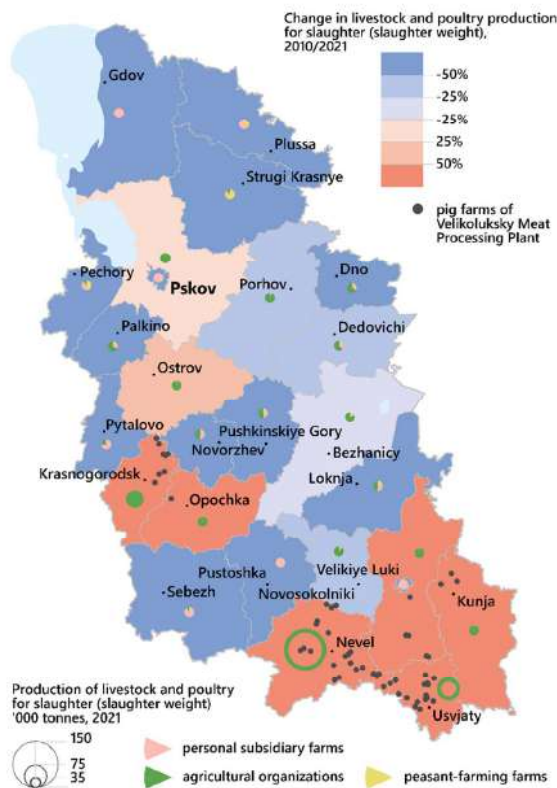 Change in livestock and poultry production
for slaughter (slaughter weight),
2010/2021
-50%
-25%
-25%
25%
50%
pig farms of
Velikoluksky Meat
Processing Plant
Gdov
Plussa
Strugi Krasnye
Pechory
Pskov
Porhov
Dno
Palkino
Dedovichi
Ostrov
Pytalovo
Pushkinskiye Gory
Novorzhev
Bezhanicy
Krasnogorodsk
Loknja
Opochka
Pustoshka
Velikiye Luki
Sebezh
Novosokolniki
Kunja
Nevel
Usvjaty
Production of livestock and poultry
for slaughter (slaughter weight)
'000 tonnes, 2021
150
75
35
personal subsidiary farms
agricultural organizations
peasant-farming farms